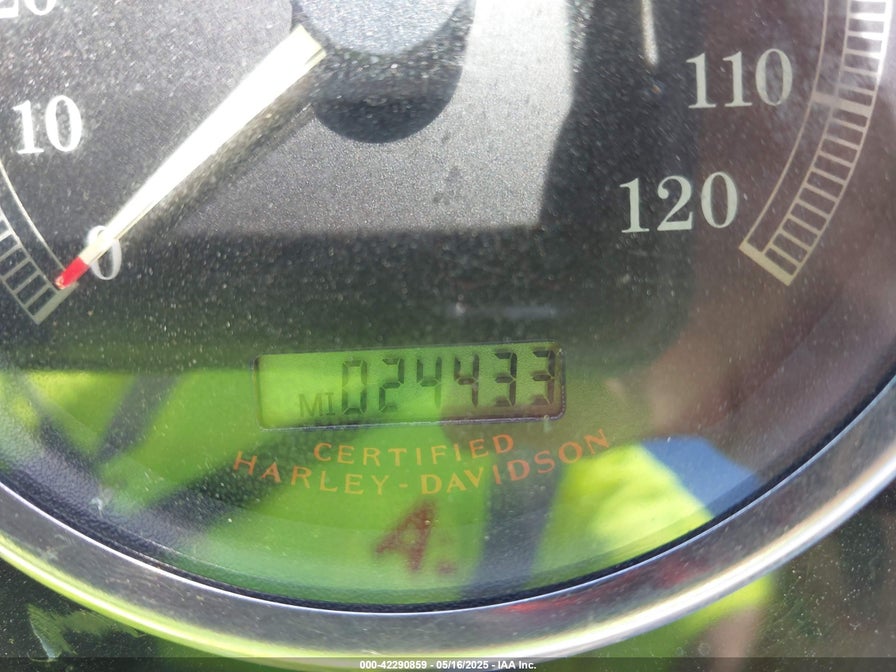 10
110
120
0
MI 024433
CERTIFIED
HARLEY-DAVIDSON
000-42290859 - 05/16/2025 - IAA Inc.